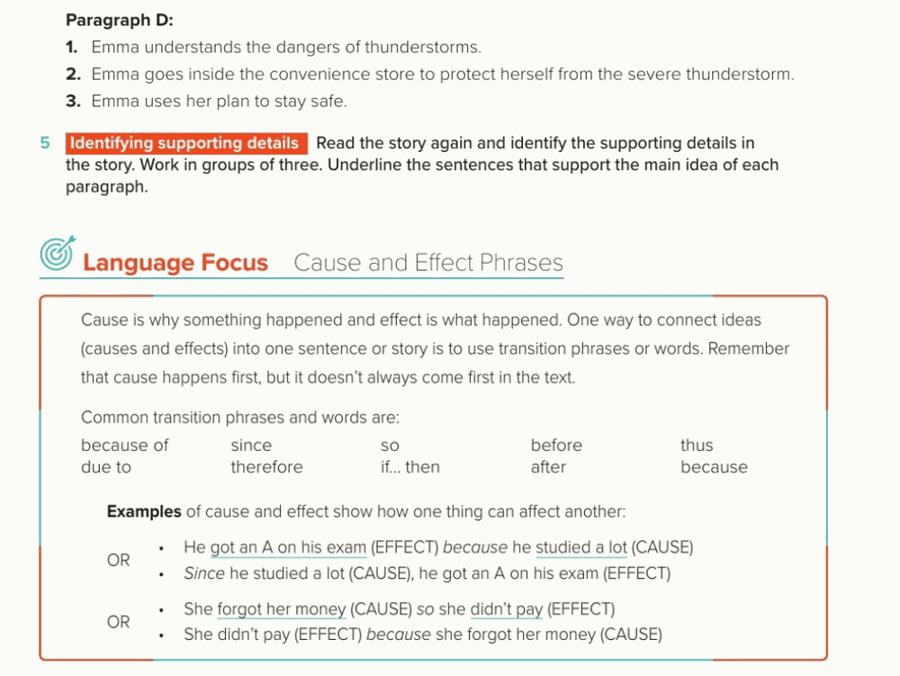 Paragraph D:
1. Emma understands the dangers of thunderstorms.
2. Emma goes inside the convenience store to protect herself from the severe thunderstorm.
3. Emma uses her plan to stay safe.
5 Identifying supporting details Read the story again and identify the supporting details in
the story. Work in groups of three. Underline the sentences that support the main idea of each
paragraph.
Language Focus Cause and Effect Phrases
Cause is why something happened and effect is what happened. One way to connect ideas
(causes and effects) into one sentence or story is to use transition phrases or words. Remember
that cause happens first, but it doesn't always come first in the text.
Common transition phrases and words are:
because of since so before thus
due to therefore if... then after because
Examples of cause and effect show how one thing can affect another:
• He got an A on his exam (EFFECT) because he studied a lot (CAUSE)
OR
• Since he studied a lot (CAUSE), he got an A on his exam (EFFECT)
• She forgot her money (CAUSE) so she didn't pay (EFFECT)
OR
• She didn't pay (EFFECT) because she forgot her money (CAUSE)